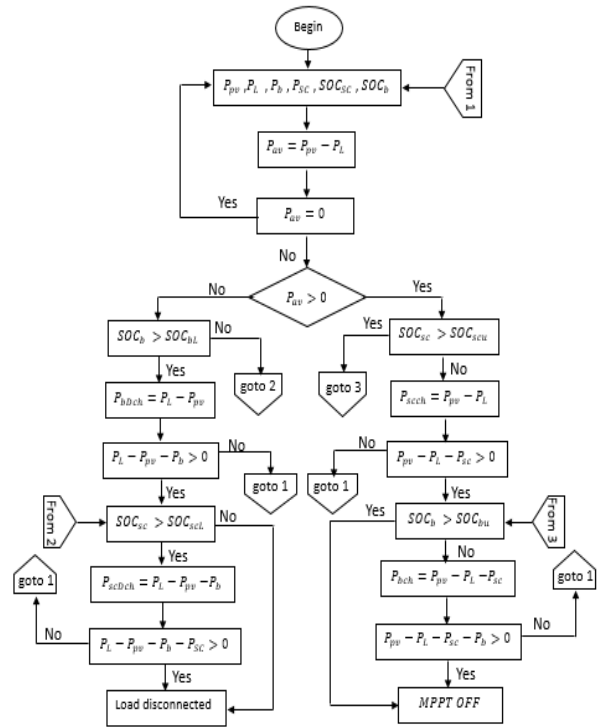 Begin
P_pv , P_L , P_b , P_SC , SOC_SC , SOC_b
From 1
P_av = P_pv − P_L
Yes
P_av = 0
No
No
P_av > 0
Yes
SOC_b > SOC_bL
No
Yes
SOC_sc > SOC_scu
Yes
goto 2
goto 3
No
P_bDch = P_L − P_pv
P_scch = P_pv − P_L
P_L − P_pv − P_b > 0
No
No
P_pv − P_L − P_sc > 0
Yes
goto 1
goto 1
Yes
From 2
SOC_sc > SOC_scL
No
Yes
SOC_b > SOC_bu
From 3
goto 1
Yes
No
goto 1
P_scDch = P_L − P_pv − P_b
P_bch = P_pv − P_L − P_sc
No
P_L − P_pv − P_b − P_SC > 0
P_pv − P_L − P_sc − P_b > 0
No
Yes
Yes
Load disconnected
MPPT OFF